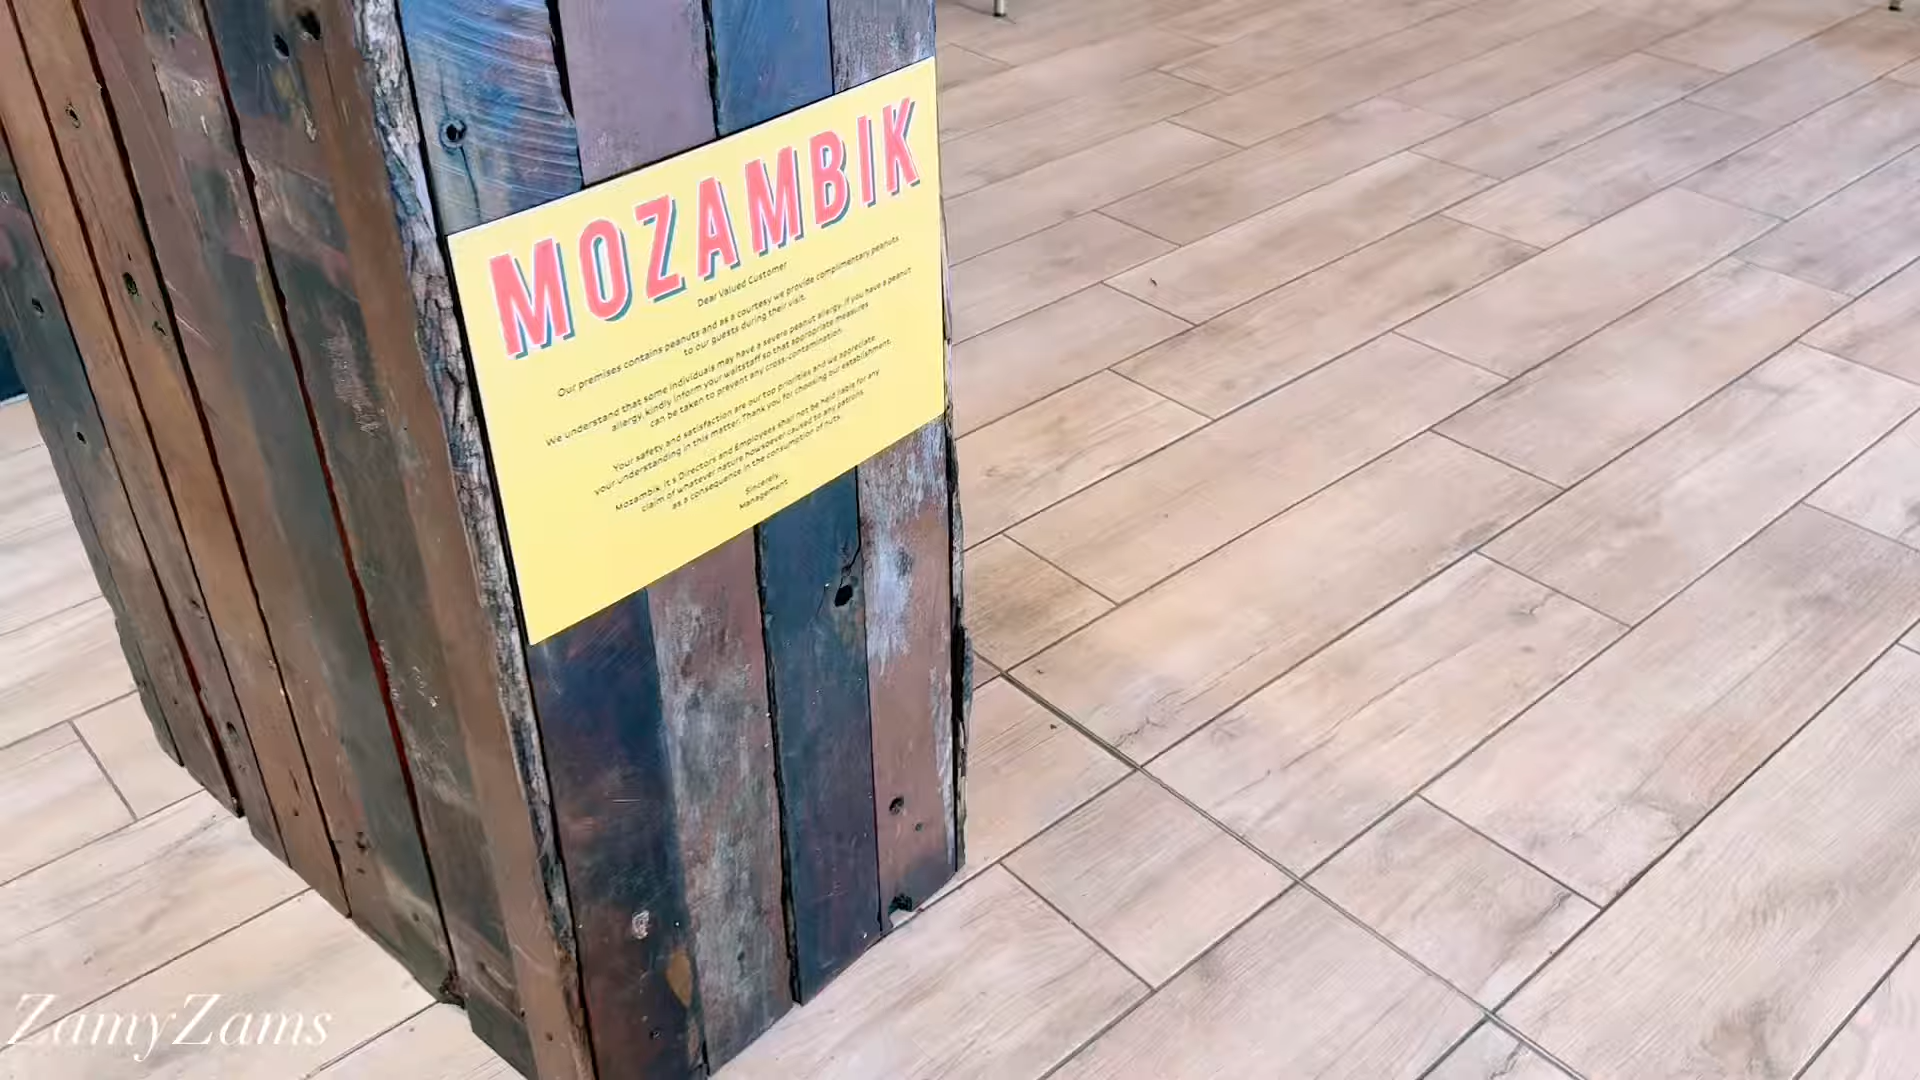 MOZAMBIK
Dear Valued Customer
Our premises contains peanuts and as a courtesy we provide complimentary peanuts
to our guests during their visit.
We understand that some individuals may have a severe peanut allergy. If you have a peanut
allergy, kindly inform your waitstaff so that appropriate measures
can be taken to prevent any cross-contamination.
Your safety and satisfaction are our top priorities and we appreciate
your understanding in this matter. Thank you for choosing our establishment.
Mozambik, it's Directors and Employees shall not be held liable for any
claim of whatever nature howsoever caused to any patrons
as a consequence in the consumption of nuts.
Sincerely
Management
ZamyZams